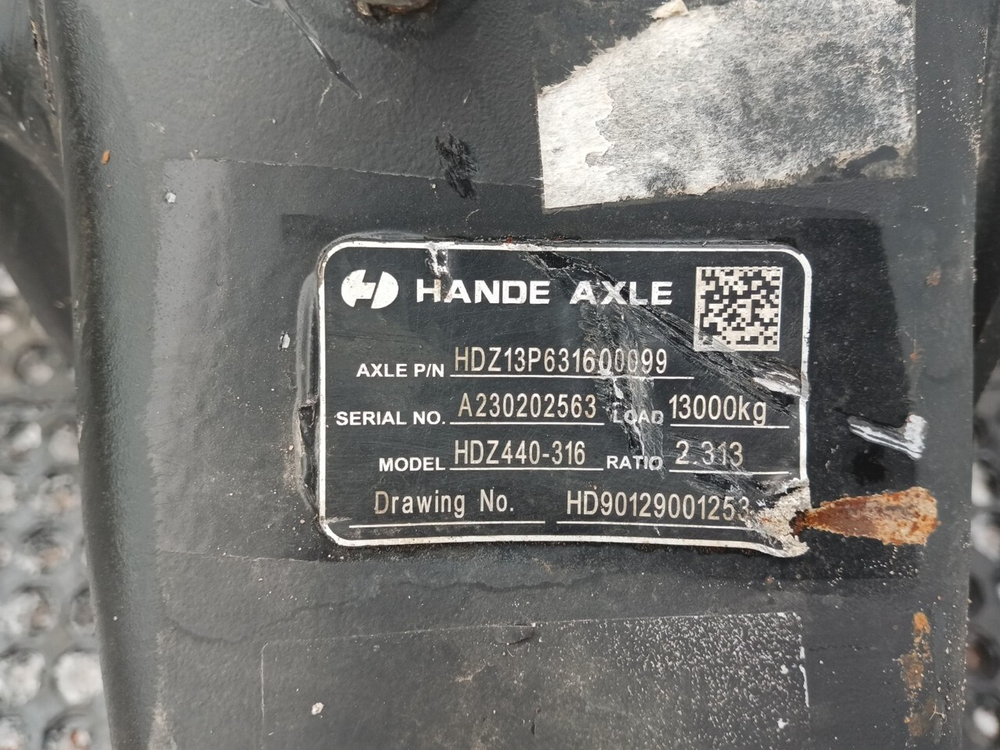 HANDE AXLE
AXLE P/N HDZ13P631600099
SERIAL NO. A230202563 LOAD 13000kg
MODEL HDZ440-316 RATIO 2.313
Drawing No. HD90129001253